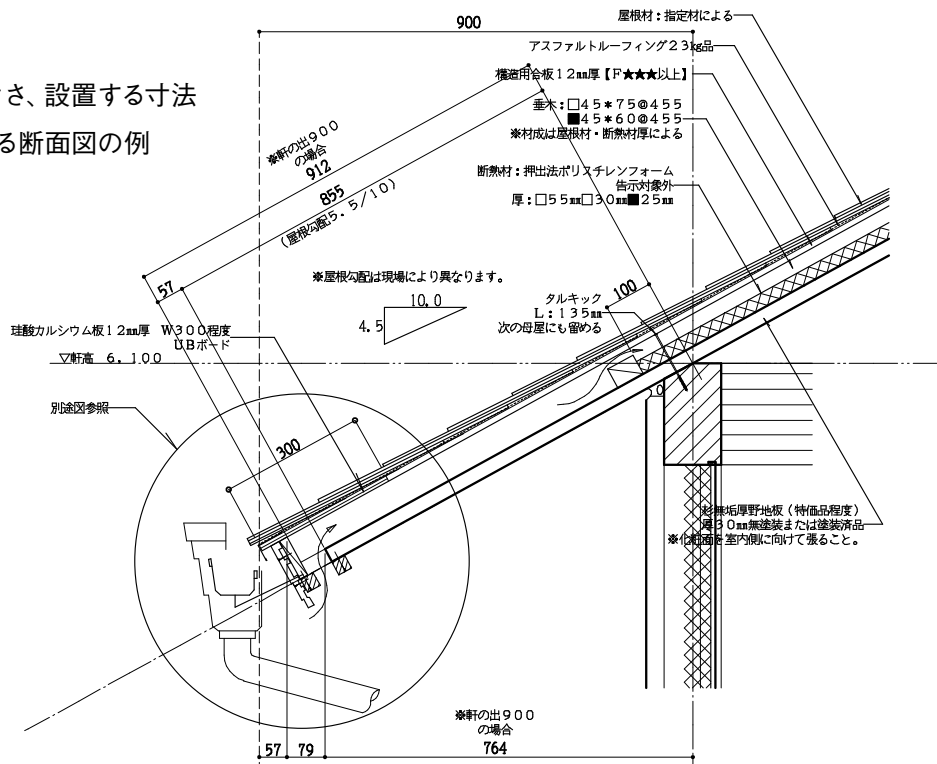 900
屋根材：指定材による
アスファルトルーフィング23kg品
構造用合板12mm厚【F★★★以上】
さ、設置する寸法
る断面図の例
垂木：□45*75@455
■45*60@455
※材成は屋根材・断熱材厚による
※軒の出900
の場合
912
855
(屋根勾配5.5/10)
断熱材：押出法ポリスチレンフォーム
告示対象外
厚：□55mm□30mm■25mm
57
※屋根勾配は現場により異なります。
10.0
4.5
100
タルキック
L：135mm
次の母屋にも留める
珪酸カルシウム板12mm厚 W300程度
UBボード
▽軒高 6,100
別途図参照
300
杉無垢厚野地板(特価品程度)
厚30mm無塗装または塗装済品
※化粧面を室内側に向けて張ること。
※軒の出900
の場合
57
79
764